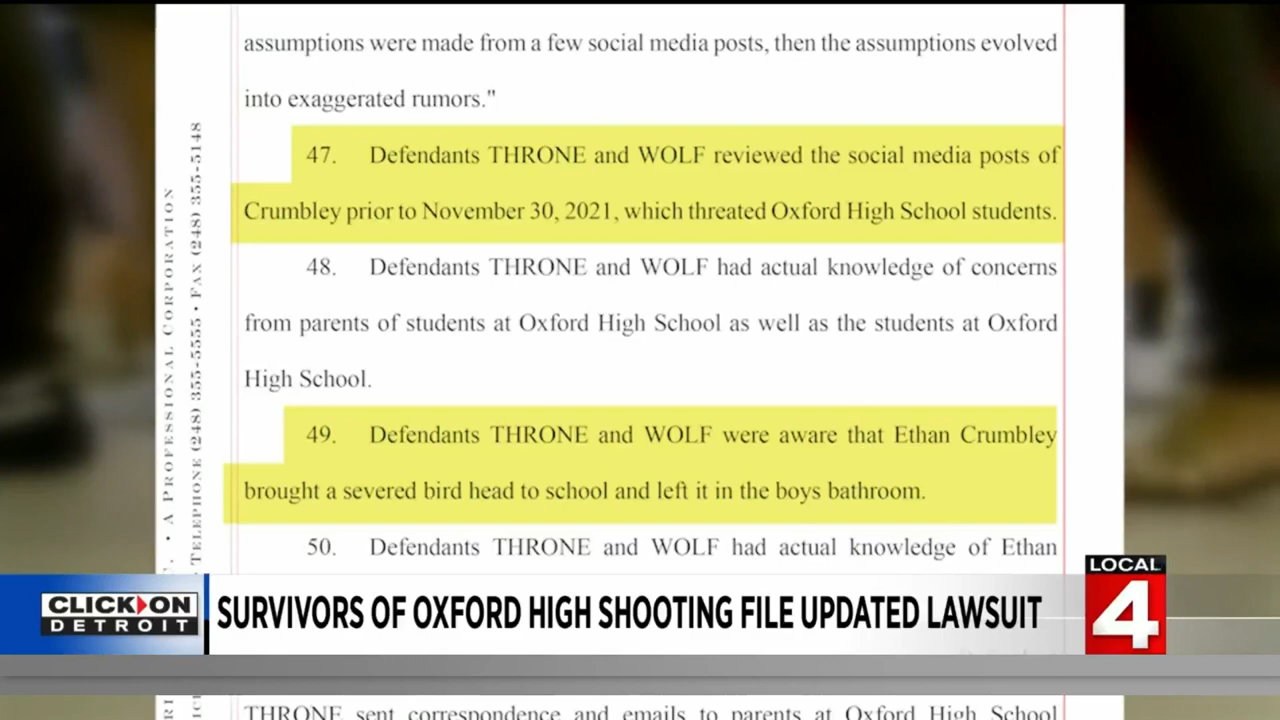 assumptions were made from a few social media posts, then the assumptions evolved
into exaggerated rumors."
47. Defendants THRONE and WOLF reviewed the social media posts of
Crumbley prior to November 30, 2021, which threated Oxford High School students.
48. Defendants THRONE and WOLF had actual knowledge of concerns
from parents of students at Oxford High School as well as the students at Oxford
High School.
49. Defendants THRONE and WOLF were aware that Ethan Crumbley
brought a severed bird head to school and left it in the boys bathroom.
50. Defendants THRONE and WOLF had actual knowledge of Ethan
• A PROFESSIONAL CORPORATION
TELEPHONE (248) 355-5555 • FAX (248) 355-5148
CLICK ON
DETROIT
SURVIVORS OF OXFORD HIGH SHOOTING FILE UPDATED LAWSUIT
LOCAL
4
THRONE sent correspondence and emails to parents at Oxford High School